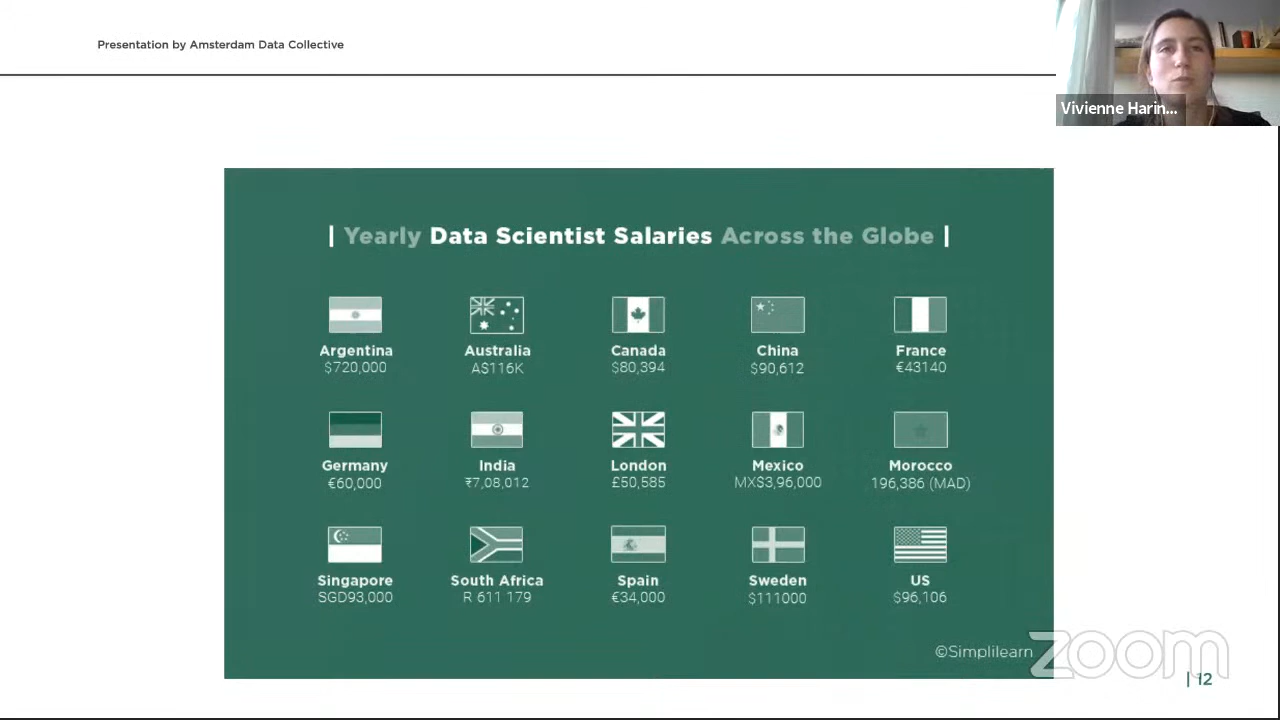 Presentation by Amsterdam Data Collective
Vivienne Harin...
| Yearly Data Scientist Salaries Across the Globe |
Argentina
$720,000
Australia
A$116K
Canada
$80,394
China
$90,612
France
€43140
Germany
€60,000
India
₹7,08,012
London
£50,585
Mexico
MX$3,96,000
Morocco
196,386 (MAD)
Singapore
SGD93,000
South Africa
R 611 179
Spain
€34,000
Sweden
$111000
US
$96,106
©Simplilearn
zoom
| 12